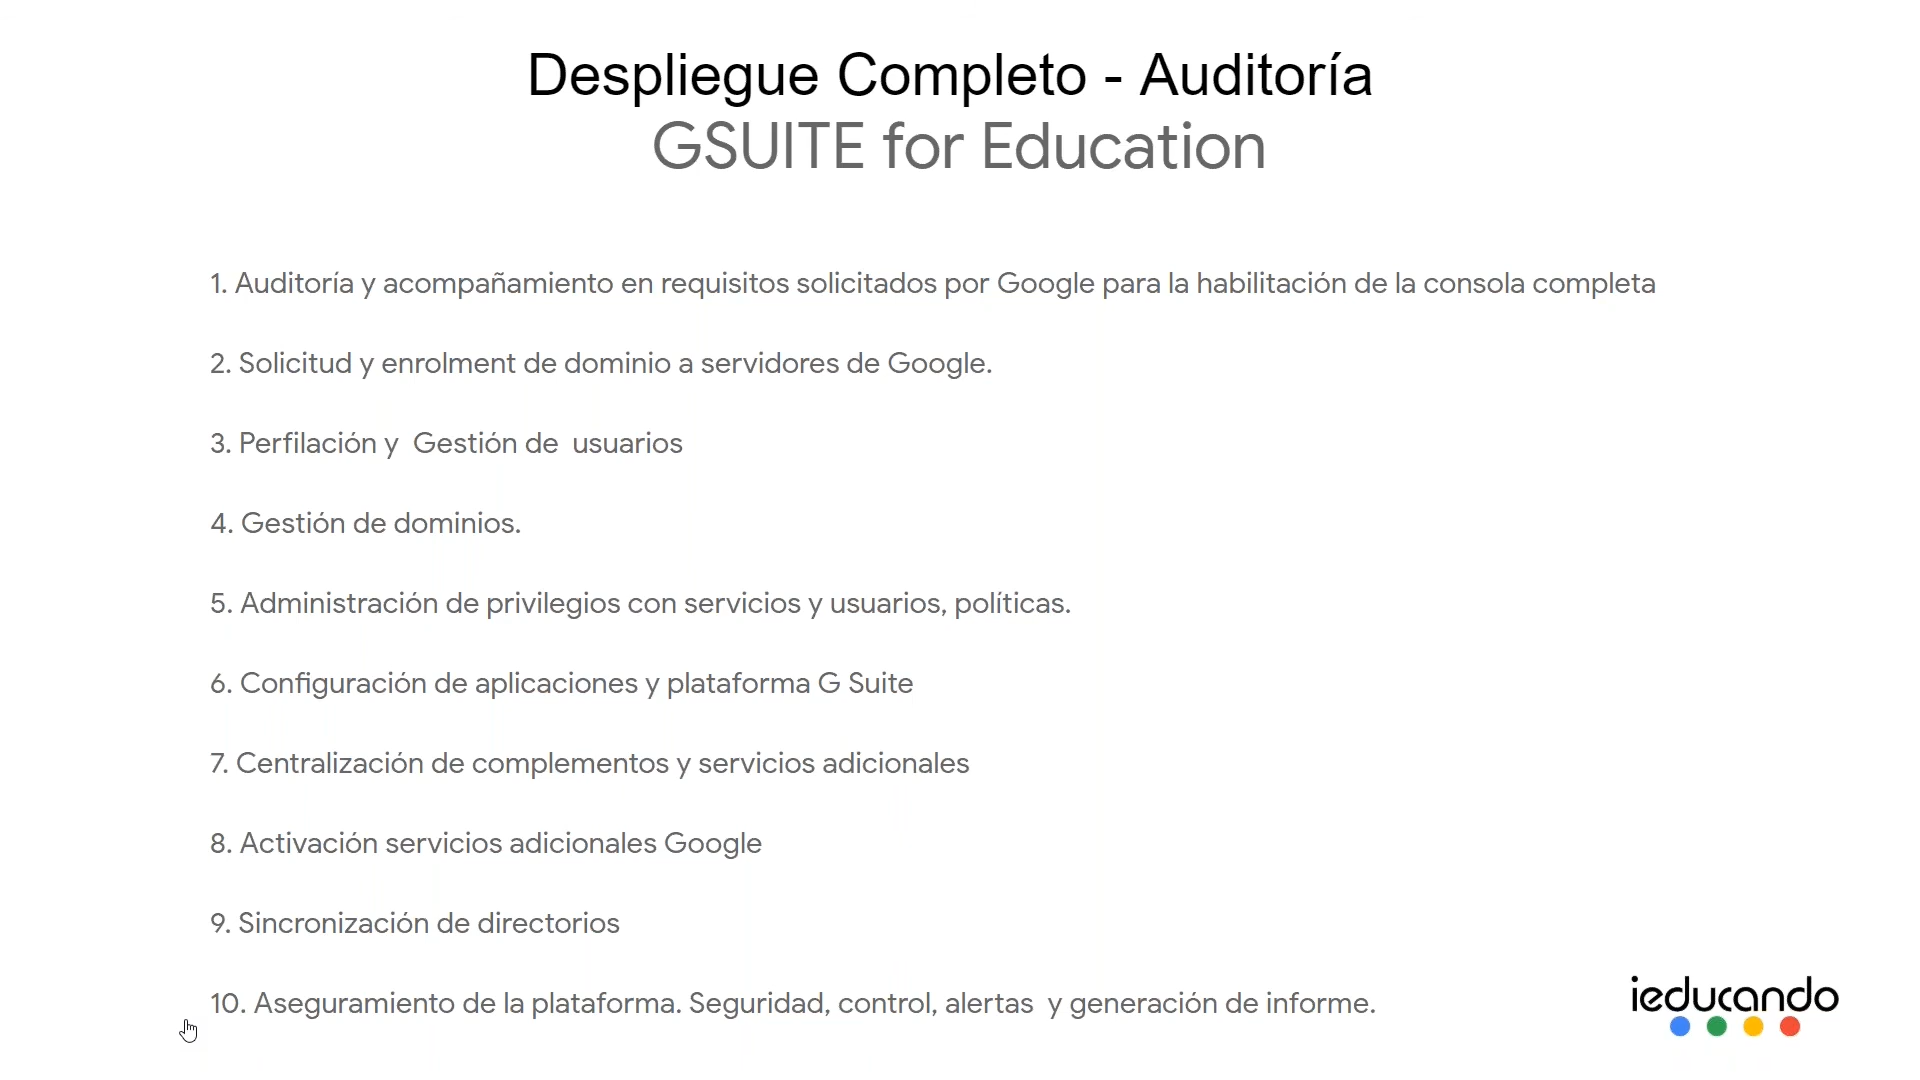 Despliegue Completo - Auditoría
GSUITE for Education
1. Auditoría y acompañamiento en requisitos solicitados por Google para la habilitación de la consola completa
2. Solicitud y enrolment de dominio a servidores de Google.
3. Perfilación y  Gestión de  usuarios
4. Gestión de dominios.
5. Administración de privilegios con servicios y usuarios, políticas.
6. Configuración de aplicaciones y plataforma G Suite
7. Centralización de complementos y servicios adicionales
8. Activación servicios adicionales Google
9. Sincronización de directorios
10. Aseguramiento de la plataforma. Seguridad, control, alertas  y generación de informe.
ieducando